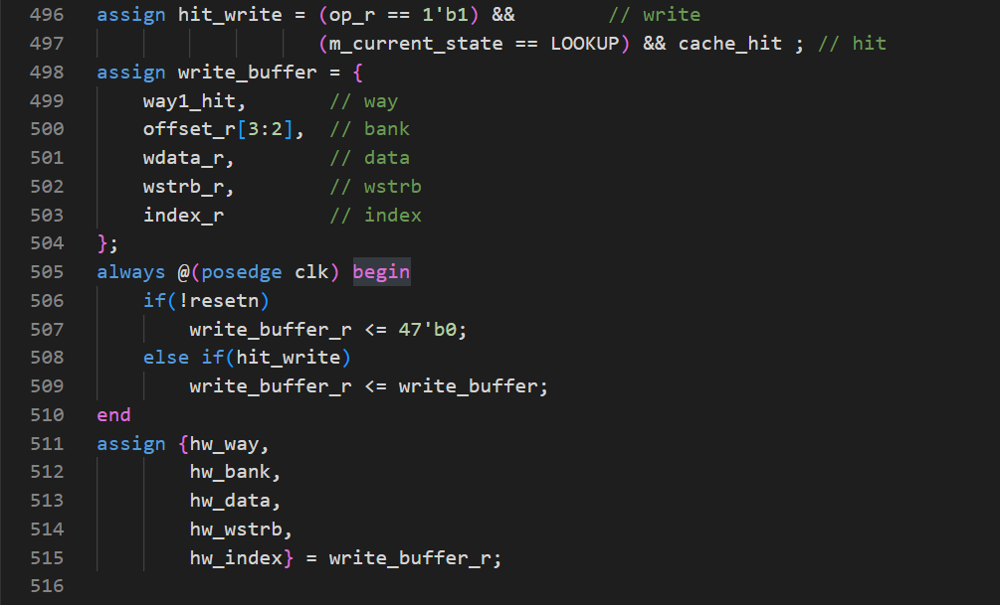 496 assign hit_write = (op_r == 1'b1) &&        // write
497                    (m_current_state == LOOKUP) && cache_hit ; // hit
498 assign write_buffer = {
499     way1_hit,       // way
500     offset_r[3:2],  // bank
501     wdata_r,        // data
502     wstrb_r,        // wstrb
503     index_r         // index
504 };
505 always @(posedge clk) begin
506     if(!resetn)
507         write_buffer_r <= 47'b0;
508     else if(hit_write)
509         write_buffer_r <= write_buffer;
510 end
511 assign {hw_way,
512         hw_bank,
513         hw_data,
514         hw_wstrb,
515         hw_index} = write_buffer_r;
516